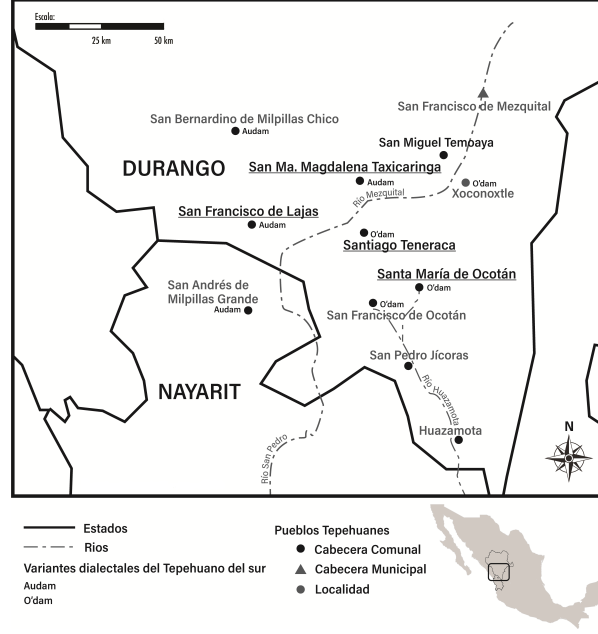 Escala:
25 km
50 km
San Francisco de Mezquital
San Bernardino de Milpillas Chico
Audam
San Miguel Temoaya
DURANGO
San Ma. Magdalena Taxicaringa
Audam
O'dam
Xoconoxtle
Río Mezquital
San Francisco de Lajas
Audam
O'dam
Santiago Teneraca
Santa María de Ocotán
O'dam
San Andrés de
Milpillas Grande
Audam
O'dam
San Francisco de Ocotán
San Pedro Jícoras
NAYARIT
Río Huazamota
Huazamota
Río San Pedro
N
Estados
Rios
Variantes dialectales del Tepehuano del sur
Audam
O'dam
Pueblos Tepehuanes
Cabecera Comunal
Cabecera Municipal
Localidad